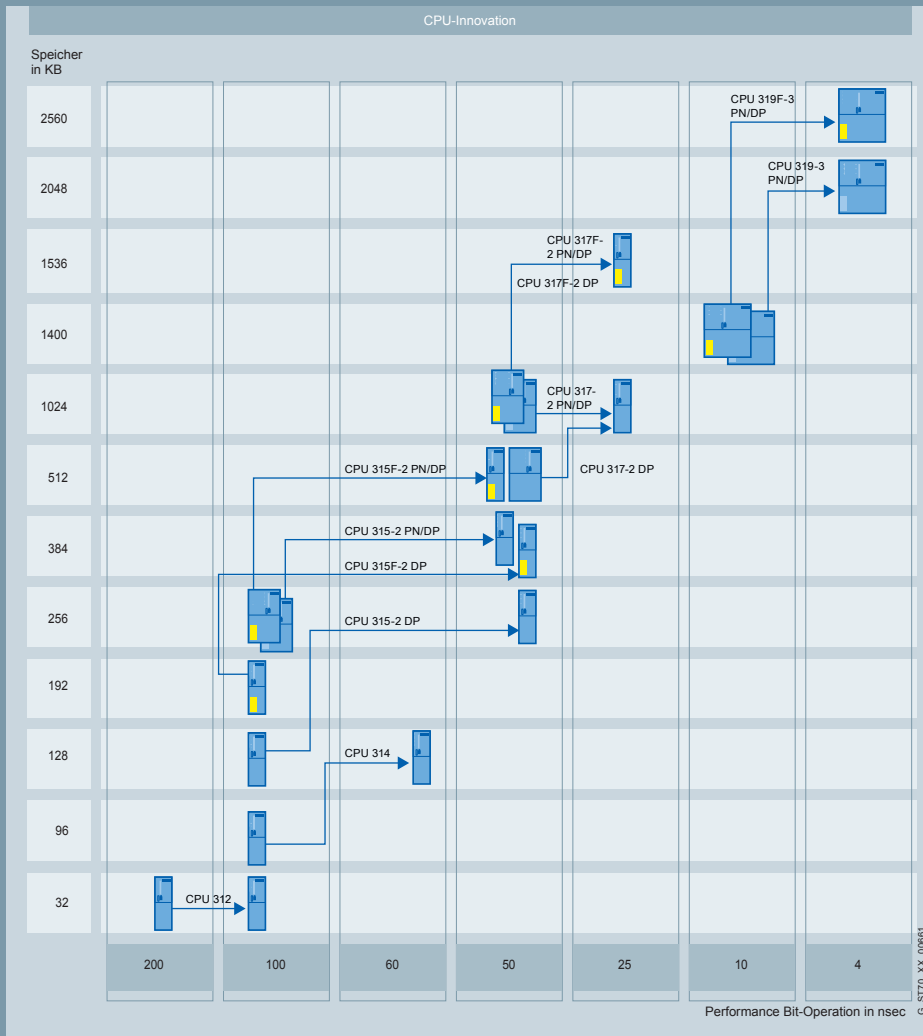 CPU-Innovation
Speicher
in KB
2560
CPU 319F-3
PN/DP
2048
CPU 319-3
PN/DP
1536
CPU 317F-
2 PN/DP
CPU 317F-2 DP
1400
1024
CPU 317-
2 PN/DP
512
CPU 315F-2 PN/DP
CPU 317-2 DP
384
CPU 315-2 PN/DP
CPU 315F-2 DP
256
CPU 315-2 DP
192
128
CPU 314
96
32
CPU 312
200
100
60
50
25
10
4
Performance Bit-Operation in nsec
G_ST70_XX_00661